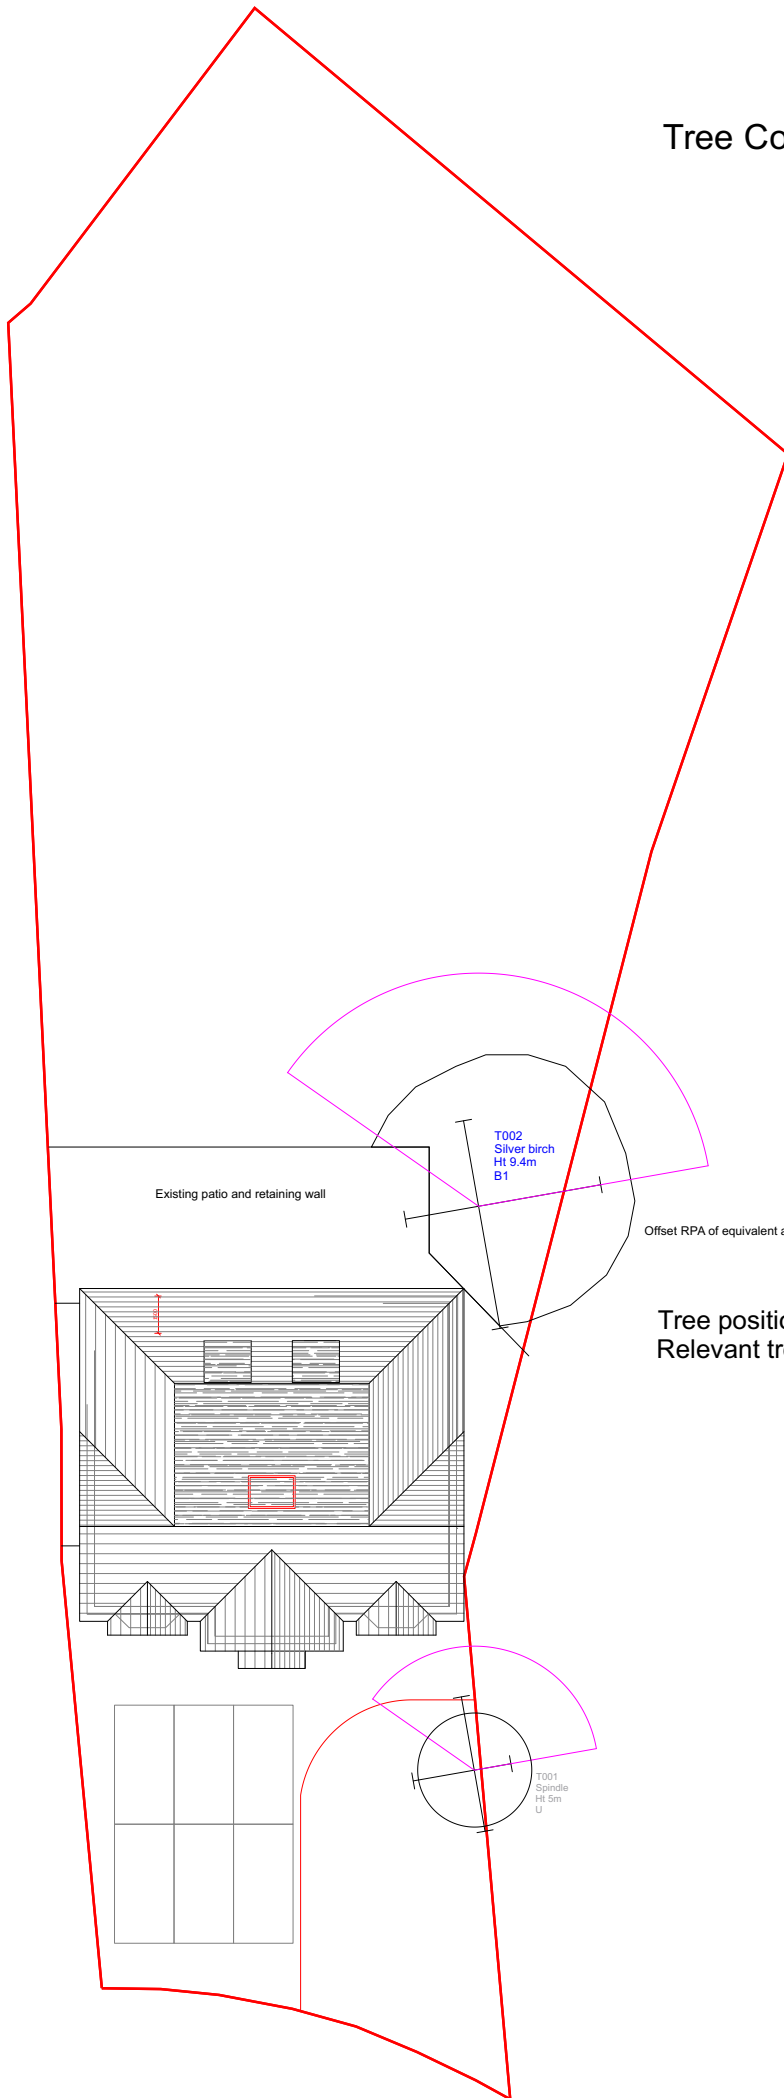 Tree Co
T002
Silver birch
Ht 9.4m
B1
Existing patio and retaining wall
Offset RPA of equivalent a
Tree positio
Relevant tr
T001
Spindle
Ht 5m
U